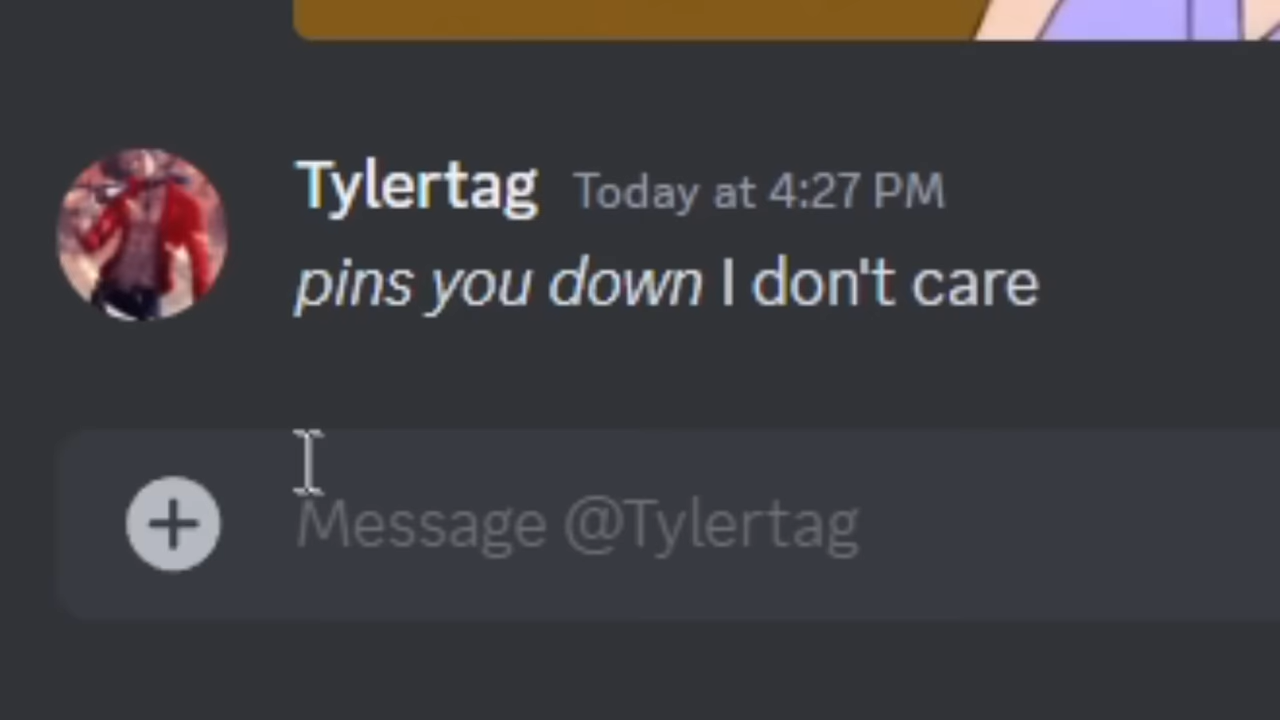 Tylertag Today at 4:27 PM
pins you down I don't care
Message @Tylertag